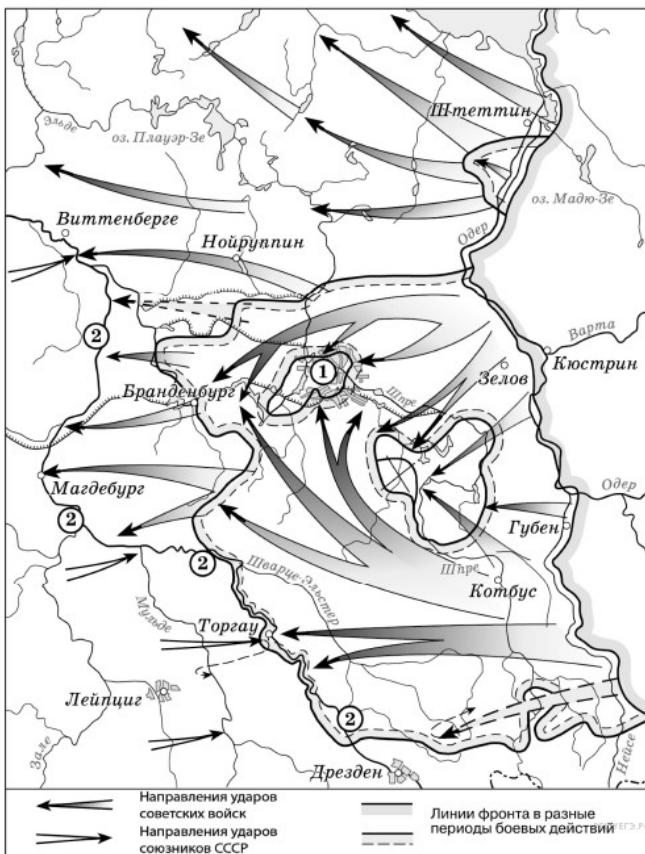 Штеттин
Эльде
оз. Плауэр-Зе
оз. Мадю-Зе
Виттенберге
Нойруппин
Одер
2
Варта
Кюстрин
1
Зелов
Бранденбург
Шпре
Магдебург
Одер
2
Губен
2
Шварце-Эльстер
Шпре
Котбус
Мульде
Торгау
Лейпциг
2
Зале
Дрезден
Нейсе
Направления ударов
советских войск
Направления ударов
союзников СССР
Линии фронта в разные
периоды боевых действий